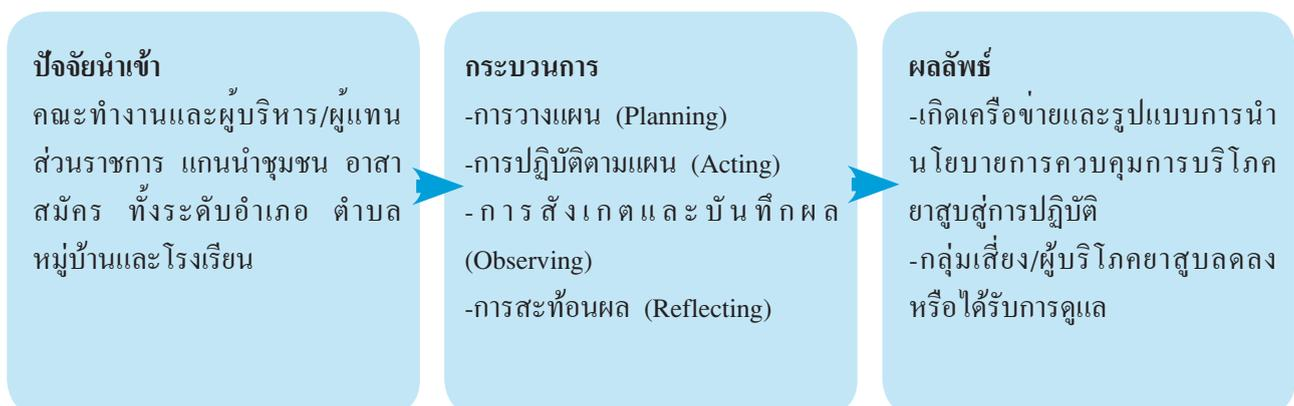 ปัจจัยนำเข้า
คณะทำงานและผู้บริหาร/ผู้แทน
ส่วนราชการ แกนนำชุมชน อาสา
สมัคร ทั้งระดับอำเภอ ตำบล
หมู่บ้านและโรงเรียน
กระบวนการ
-การวางแผน (Planning)
-การปฏิบัติตามแผน (Acting)
-การสังเกตและบันทึกผล
(Observing)
-การสะท้อนผล (Reflecting)
ผลลัพธ์
-เกิดเครือข่ายและรูปแบบการนำ
นโยบายการควบคุมการบริโภค
ยาสูบสู่การปฏิบัติ
-กลุ่มเสี่ยง/ผู้บริโภคยาสูบลดลง
หรือได้รับการดูแล